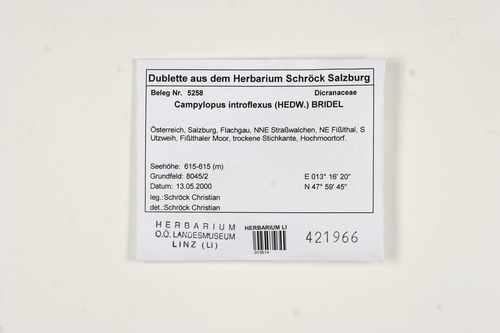 Dublette aus dem Herbarium Schröck Salzburg
Beleg Nr. 5258 Dicranaceae
Campylopus introflexus (HEDW.) BRIDEL
Österreich, Salzburg, Flachgau, NNE Straßwalchen, NE Fißlthal, S
Utzweih, Fißlthaler Moor, trockene Stichkante, Hochmoortorf.
Seehöhe: 615-615 (m)
Grundfeld: 8045/2 E 013° 16' 20"
Datum: 13.05.2000 N 47° 59' 45"
leg.:Schröck Christian
det.:Schröck Christian
HERBARIUM
O.Ö. LANDESMUSEUM
LINZ (LI)
HERBARIUM LI
913614
421966